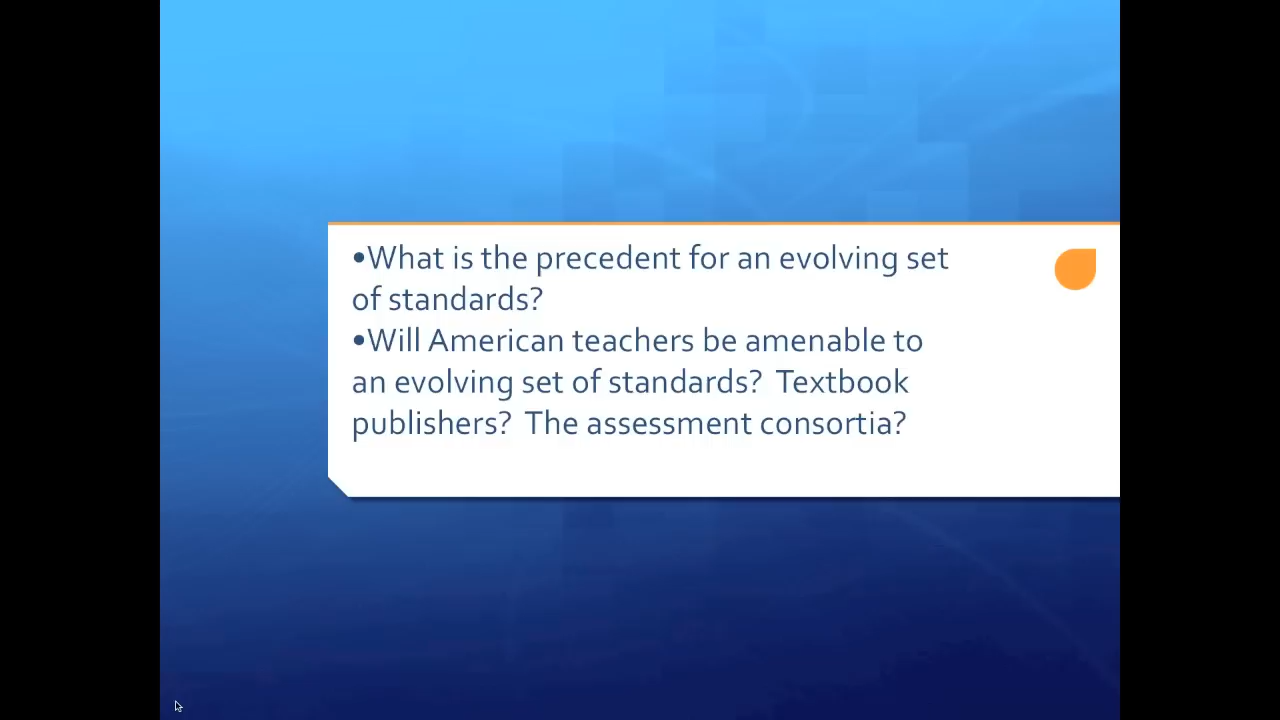 •What is the precedent for an evolving set
of standards?
•Will American teachers be amenable to
an evolving set of standards?  Textbook
publishers?  The assessment consortia?